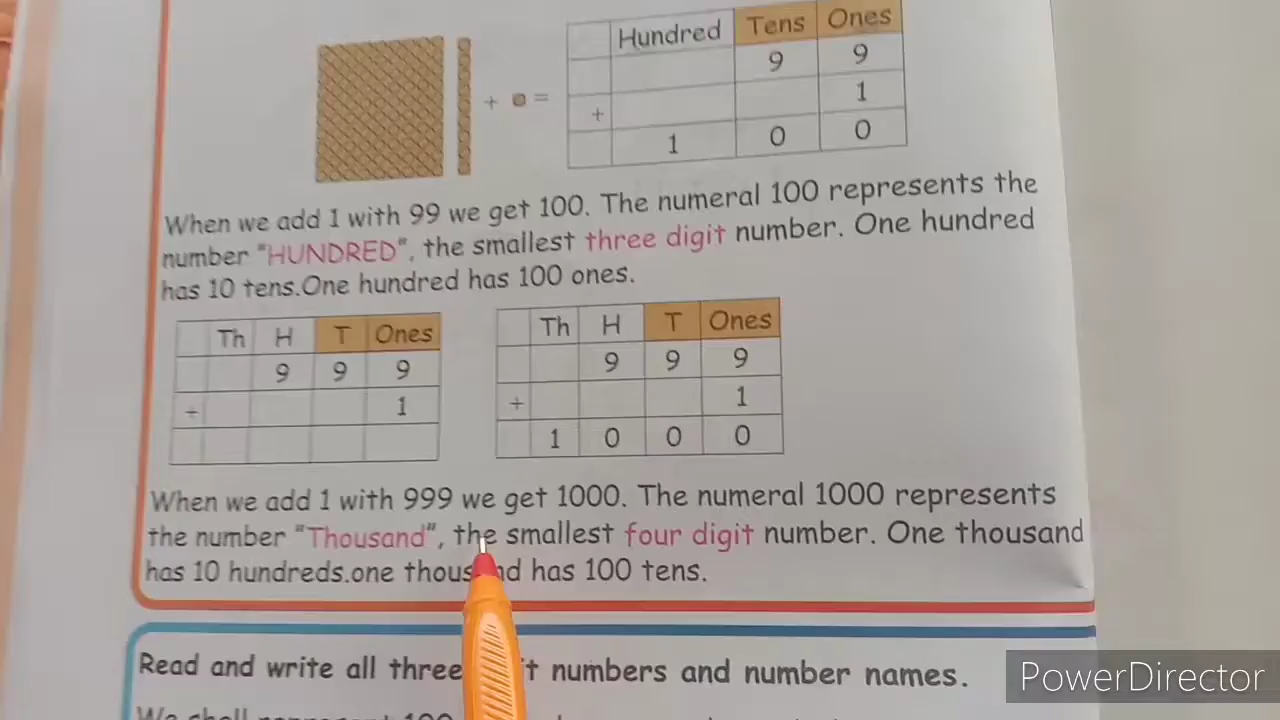 Hundred Tens Ones
9 9
+ 1
1 0 0
+ =
When we add 1 with 99 we get 100. The numeral 100 represents the
number "HUNDRED", the smallest three digit number. One hundred
has 10 tens.One hundred has 100 ones.
Th H T Ones
9 9 9
+ 1
Th H T Ones
9 9 9
+ 1
1 0 0 0
When we add 1 with 999 we get 1000. The numeral 1000 represents
the number "Thousand", the smallest four digit number. One thousand
has 10 hundreds.one thousand has 100 tens.
Read and write all three numbers and number names.
PowerDirector